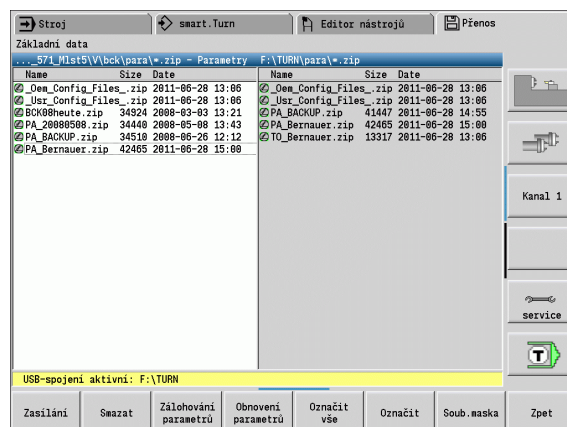 Stroj smart.Turn Editor nástrojů Přenos
Základní data
..._571_Mlst5\V\bck\para\*.zip - Parametry F:\TURN\para\*.zip
Name Size Date Name Size Date
_Oem_Config_Files_.zip 2011-06-28 13:06 _Oem_Config_Files_.zip 2011-06-28 13:06
_Usr_Config_Files_.zip 2011-06-28 13:06 _Usr_Config_Files_.zip 2011-06-28 13:06
BCK08heute.zip 34924 2008-03-03 13:21 PA_BACKUP.zip 41447 2011-06-28 14:55
PA_20080508.zip 34440 2008-05-08 13:43 PA_Bernauer.zip 42465 2011-06-28 15:00
PA_BACKUP.zip 34510 2008-06-26 12:12 TO_Bernauer.zip 13317 2011-06-28 13:06
PA_Bernauer.zip 42465 2011-06-28 15:00
Kanal 1
service
T
USB-spojení aktivní: F:\TURN
Zasílání Smazat Zálohování parametrů Obnovení parametrů Označit vše Označit Soub.maska Zpet